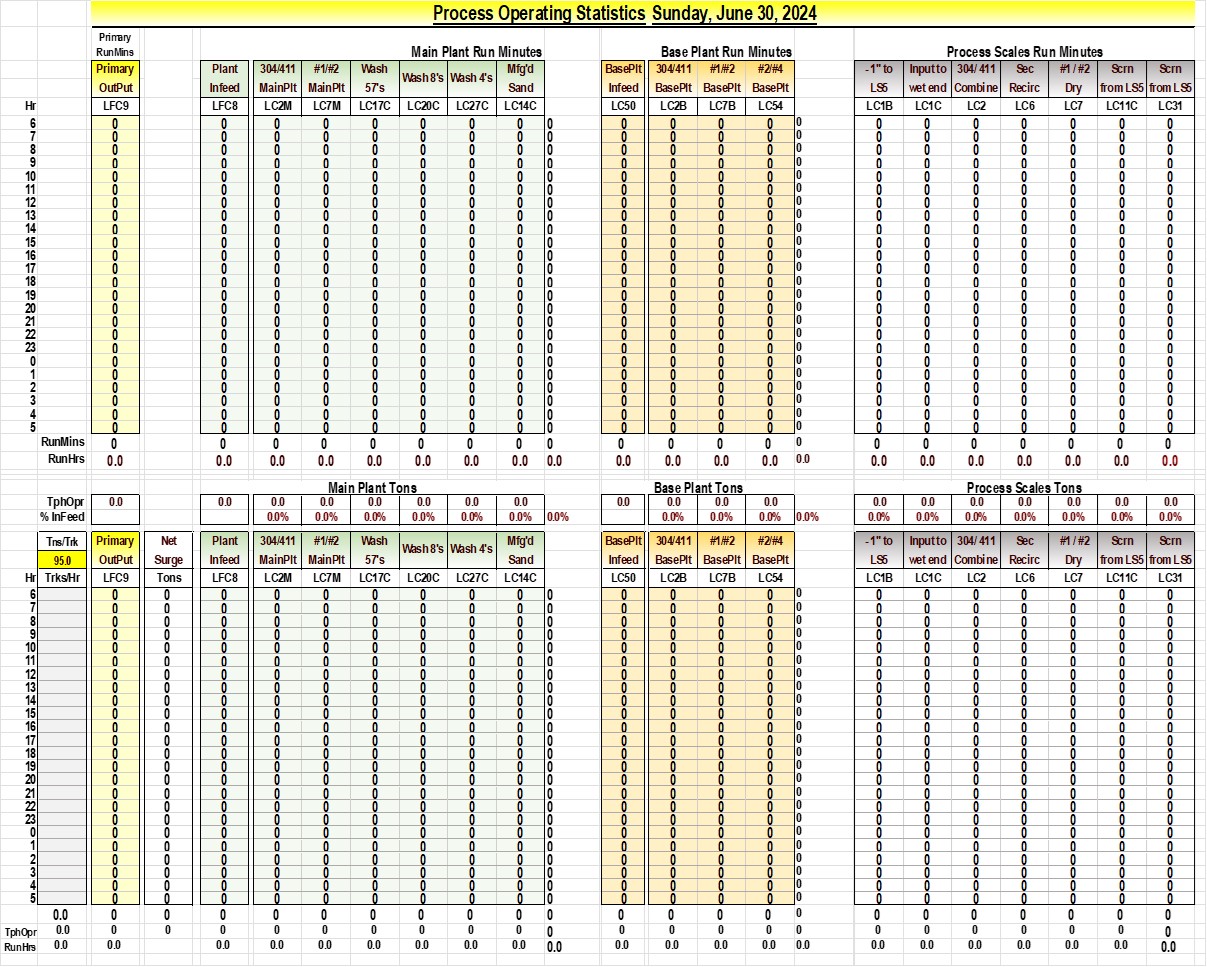 Process Operating Statistics Sunday, June 30, 2024
Primary
RunMins Main Plant Run Minutes Base Plant Run Minutes Process Scales Run Minutes
Primary Plant 304/411 #1/#2 Wash Wash 8's Wash 4's Mfg'd BasePlt 304/411 #1/#2 #2/#4 -1" to Input to 304/ 411 Sec #1 / #2 Scrn Scrn
OutPut Infeed MainPlt MainPlt 57's Sand Infeed BasePlt BasePlt BasePlt LS5 wet end Combine Recirc Dry from LS5 from LS5
Hr LFC9 LFC8 LC2M LC7M LC17C LC20C LC27C LC14C LC50 LC2B LC7B LC54 LC1B LC1C LC2 LC6 LC7 LC11C LC31
6 0 0 0 0 0 0 0 0 0 0 0 0 0 0 0 0 0 0 0 0 0
7 0 0 0 0 0 0 0 0 0 0 0 0 0 0 0 0 0 0 0 0 0
8 0 0 0 0 0 0 0 0 0 0 0 0 0 0 0 0 0 0 0 0 0
9 0 0 0 0 0 0 0 0 0 0 0 0 0 0 0 0 0 0 0 0 0
10 0 0 0 0 0 0 0 0 0 0 0 0 0 0 0 0 0 0 0 0 0
11 0 0 0 0 0 0 0 0 0 0 0 0 0 0 0 0 0 0 0 0 0
12 0 0 0 0 0 0 0 0 0 0 0 0 0 0 0 0 0 0 0 0 0
13 0 0 0 0 0 0 0 0 0 0 0 0 0 0 0 0 0 0 0 0 0
14 0 0 0 0 0 0 0 0 0 0 0 0 0 0 0 0 0 0 0 0 0
15 0 0 0 0 0 0 0 0 0 0 0 0 0 0 0 0 0 0 0 0 0
16 0 0 0 0 0 0 0 0 0 0 0 0 0 0 0 0 0 0 0 0 0
17 0 0 0 0 0 0 0 0 0 0 0 0 0 0 0 0 0 0 0 0 0
18 0 0 0 0 0 0 0 0 0 0 0 0 0 0 0 0 0 0 0 0 0
19 0 0 0 0 0 0 0 0 0 0 0 0 0 0 0 0 0 0 0 0 0
20 0 0 0 0 0 0 0 0 0 0 0 0 0 0 0 0 0 0 0 0 0
21 0 0 0 0 0 0 0 0 0 0 0 0 0 0 0 0 0 0 0 0 0
22 0 0 0 0 0 0 0 0 0 0 0 0 0 0 0 0 0 0 0 0 0
23 0 0 0 0 0 0 0 0 0 0 0 0 0 0 0 0 0 0 0 0 0
0 0 0 0 0 0 0 0 0 0 0 0 0 0 0 0 0 0 0 0 0 0
1 0 0 0 0 0 0 0 0 0 0 0 0 0 0 0 0 0 0 0 0 0
2 0 0 0 0 0 0 0 0 0 0 0 0 0 0 0 0 0 0 0 0 0
3 0 0 0 0 0 0 0 0 0 0 0 0 0 0 0 0 0 0 0 0 0
4 0 0 0 0 0 0 0 0 0 0 0 0 0 0 0 0 0 0 0 0 0
5 0 0 0 0 0 0 0 0 0 0 0 0 0 0 0 0 0 0 0 0 0
RunMins 0 0 0 0 0 0 0 0 0 0 0 0 0 0 0 0 0 0 0 0 0
RunHrs 0.0 0.0 0.0 0.0 0.0 0.0 0.0 0.0 0.0 0.0 0.0 0.0 0.0 0.0 0.0 0.0 0.0 0.0 0.0 0.0 0.0
Main Plant Tons Base Plant Tons Process Scales Tons
TphOpr 0.0 0.0 0.0 0.0 0.0 0.0 0.0 0.0 0.0 0.0 0.0 0.0 0.0 0.0 0.0 0.0 0.0 0.0 0.0
% InFeed 0.0% 0.0% 0.0% 0.0% 0.0% 0.0% 0.0% 0.0% 0.0% 0.0% 0.0% 0.0% 0.0% 0.0% 0.0% 0.0% 0.0% 0.0%
Tns/Trk Primary Net Plant 304/411 #1/#2 Wash Wash 8's Wash 4's Mfg'd BasePlt 304/411 #1/#2 #2/#4 -1" to Input to 304/ 411 Sec #1 / #2 Scrn Scrn
95.0 OutPut Surge Infeed MainPlt MainPlt 57's Sand Infeed BasePlt BasePlt BasePlt LS5 wet end Combine Recirc Dry from LS5 from LS5
Hr Trks/Hr LFC9 Tons LFC8 LC2M LC7M LC17C LC20C LC27C LC14C LC50 LC2B LC7B LC54 LC1B LC1C LC2 LC6 LC7 LC11C LC31
6 0 0 0 0 0 0 0 0 0 0 0 0 0 0 0 0 0 0 0 0 0 0
7 0 0 0 0 0 0 0 0 0 0 0 0 0 0 0 0 0 0 0 0 0 0
8 0 0 0 0 0 0 0 0 0 0 0 0 0 0 0 0 0 0 0 0 0 0
9 0 0 0 0 0 0 0 0 0 0 0 0 0 0 0 0 0 0 0 0 0 0
10 0 0 0 0 0 0 0 0 0 0 0 0 0 0 0 0 0 0 0 0 0 0
11 0 0 0 0 0 0 0 0 0 0 0 0 0 0 0 0 0 0 0 0 0 0
12 0 0 0 0 0 0 0 0 0 0 0 0 0 0 0 0 0 0 0 0 0 0
13 0 0 0 0 0 0 0 0 0 0 0 0 0 0 0 0 0 0 0 0 0 0
14 0 0 0 0 0 0 0 0 0 0 0 0 0 0 0 0 0 0 0 0 0 0
15 0 0 0 0 0 0 0 0 0 0 0 0 0 0 0 0 0 0 0 0 0 0
16 0 0 0 0 0 0 0 0 0 0 0 0 0 0 0 0 0 0 0 0 0 0
17 0 0 0 0 0 0 0 0 0 0 0 0 0 0 0 0 0 0 0 0 0 0
18 0 0 0 0 0 0 0 0 0 0 0 0 0 0 0 0 0 0 0 0 0 0
19 0 0 0 0 0 0 0 0 0 0 0 0 0 0 0 0 0 0 0 0 0 0
20 0 0 0 0 0 0 0 0 0 0 0 0 0 0 0 0 0 0 0 0 0 0
21 0 0 0 0 0 0 0 0 0 0 0 0 0 0 0 0 0 0 0 0 0 0
22 0 0 0 0 0 0 0 0 0 0 0 0 0 0 0 0 0 0 0 0 0 0
23 0 0 0 0 0 0 0 0 0 0 0 0 0 0 0 0 0 0 0 0 0 0
0 0 0 0 0 0 0 0 0 0 0 0 0 0 0 0 0 0 0 0 0 0 0
1 0 0 0 0 0 0 0 0 0 0 0 0 0 0 0 0 0 0 0 0 0 0
2 0 0 0 0 0 0 0 0 0 0 0 0 0 0 0 0 0 0 0 0 0 0
3 0 0 0 0 0 0 0 0 0 0 0 0 0 0 0 0 0 0 0 0 0 0
4 0 0 0 0 0 0 0 0 0 0 0 0 0 0 0 0 0 0 0 0 0 0
5 0 0 0 0 0 0 0 0 0 0 0 0 0 0 0 0 0 0 0 0 0 0
0.0 0 0 0 0 0 0 0 0 0 0 0 0 0 0 0 0 0 0 0 0 0 0
TphOpr 0.0 0 0 0 0 0 0 0 0 0 0 0 0 0 0 0 0 0 0 0 0 0
RunHrs 0.0 0.0 0.0 0.0 0.0 0.0 0.0 0.0 0.0 0.0 0.0 0.0 0.0 0.0 0.0 0.0 0.0 0.0 0.0 0.0 0.0 0.0